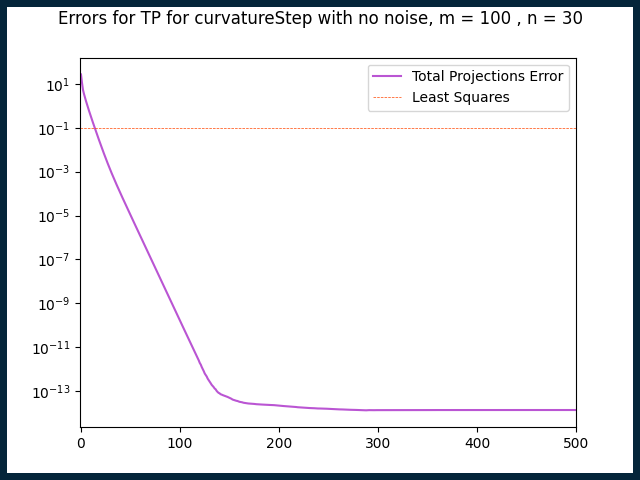 Errors for TP for curvatureStep with no noise, m = 100 , n = 30
Total Projections Error
Least Squares
10^1
10^-1
10^-3
10^-5
10^-7
10^-9
10^-11
10^-13
0 100 200 300 400 500